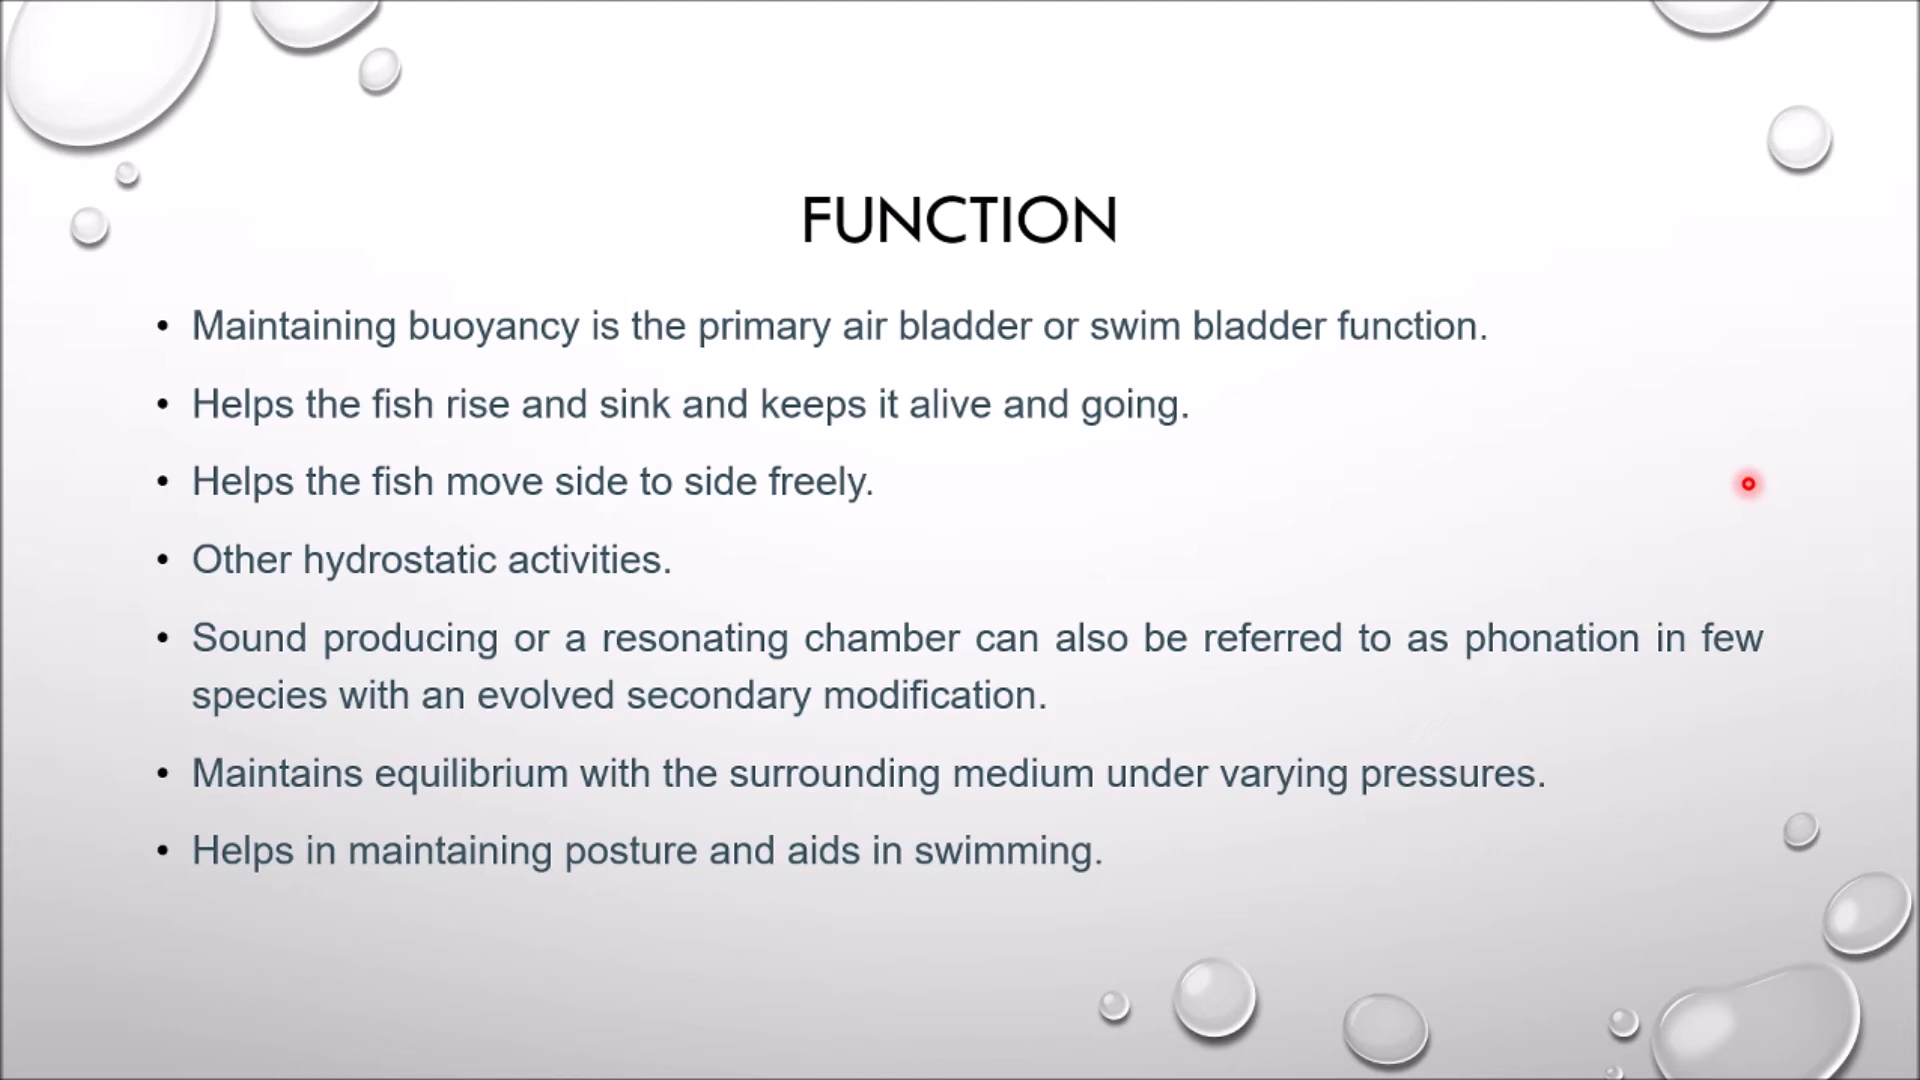 FUNCTION
• Maintaining buoyancy is the primary air bladder or swim bladder function.
• Helps the fish rise and sink and keeps it alive and going.
• Helps the fish move side to side freely.
• Other hydrostatic activities.
• Sound producing or a resonating chamber can also be referred to as phonation in few
species with an evolved secondary modification.
• Maintains equilibrium with the surrounding medium under varying pressures.
• Helps in maintaining posture and aids in swimming.